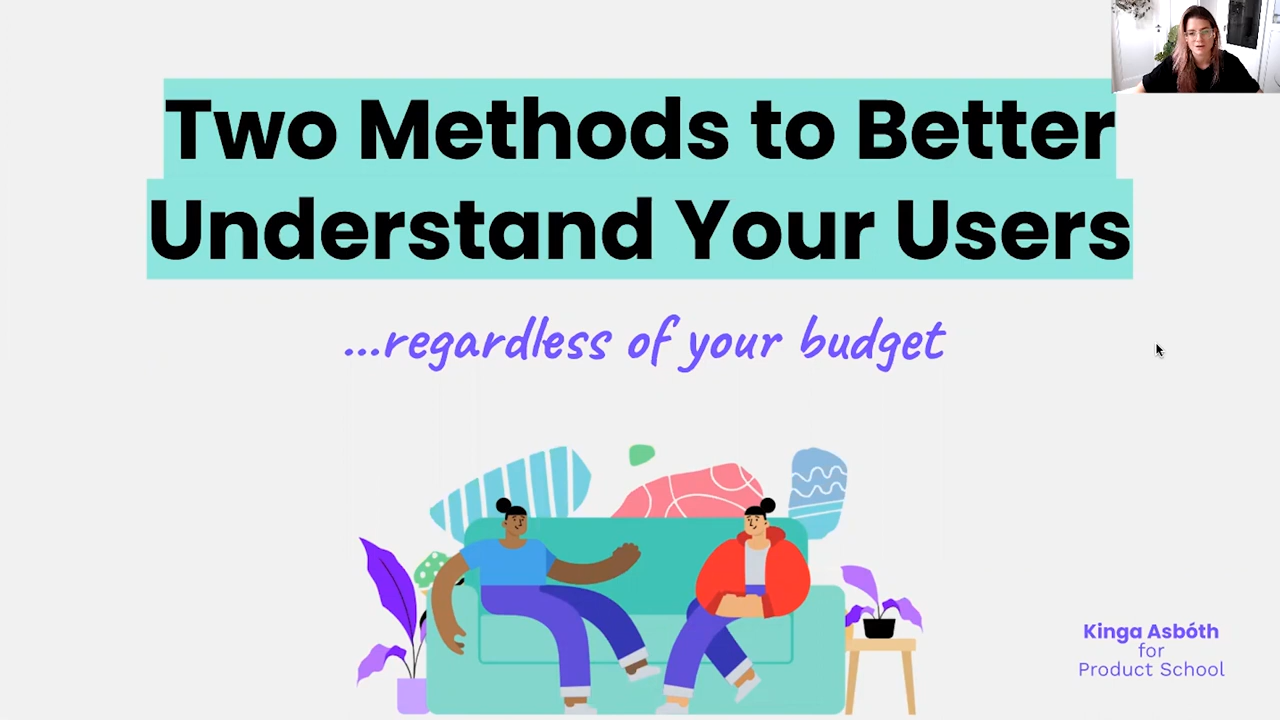 Two Methods to Better
Understand Your Users
...regardless of your budget
Kinga Asbóth
for
Product School